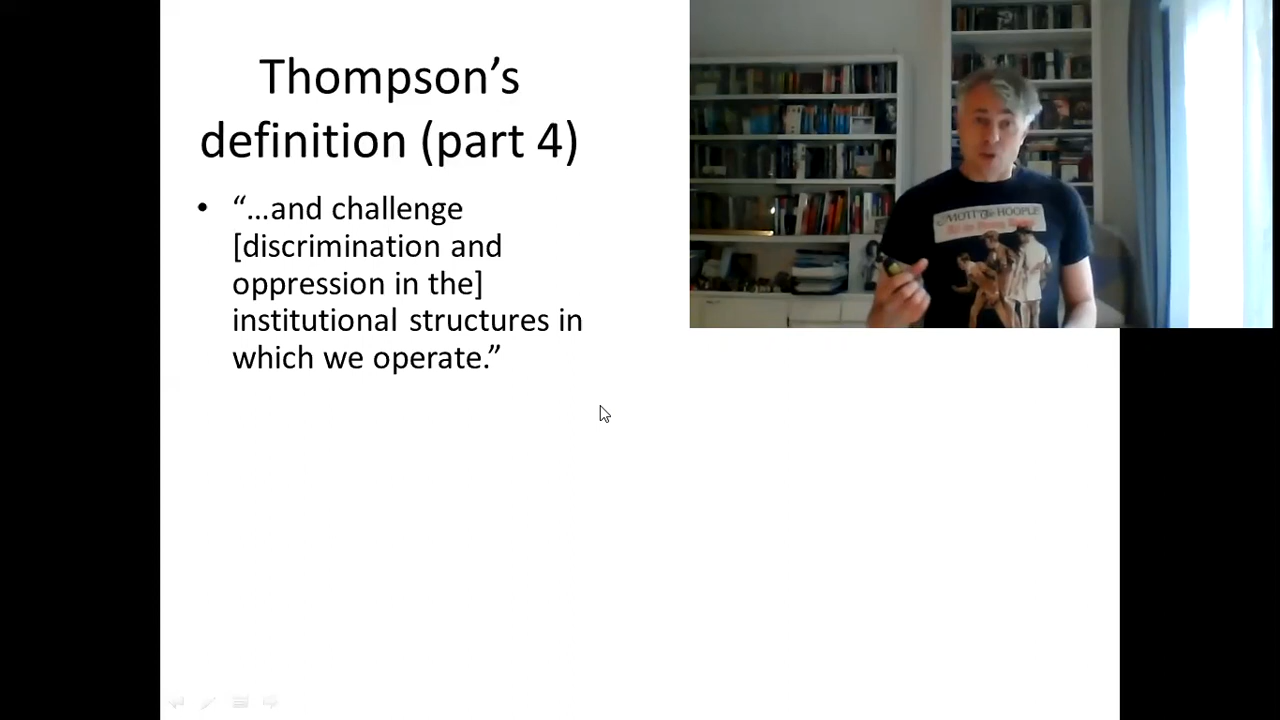 Thompson’s
definition (part 4)
• “…and challenge
[discrimination and
oppression in the]
institutional structures in
which we operate.”
MOTT the HOOPLE